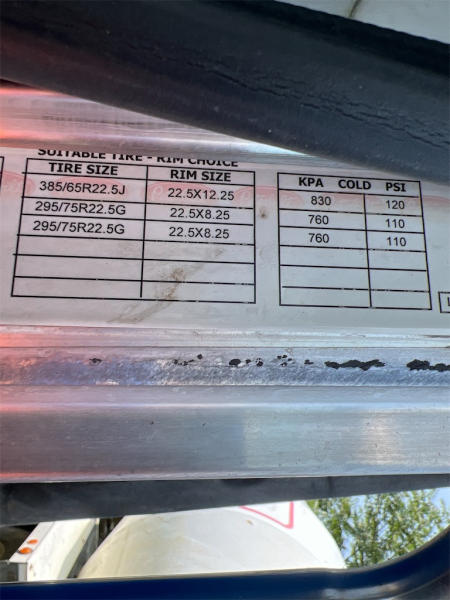 SUITABLE TIRE - RIM CHOICE
TIRE SIZE RIM SIZE KPA COLD PSI
385/65R22.5J 22.5X12.25 830 120
295/75R22.5G 22.5X8.25 760 110
295/75R22.5G 22.5X8.25 760 110